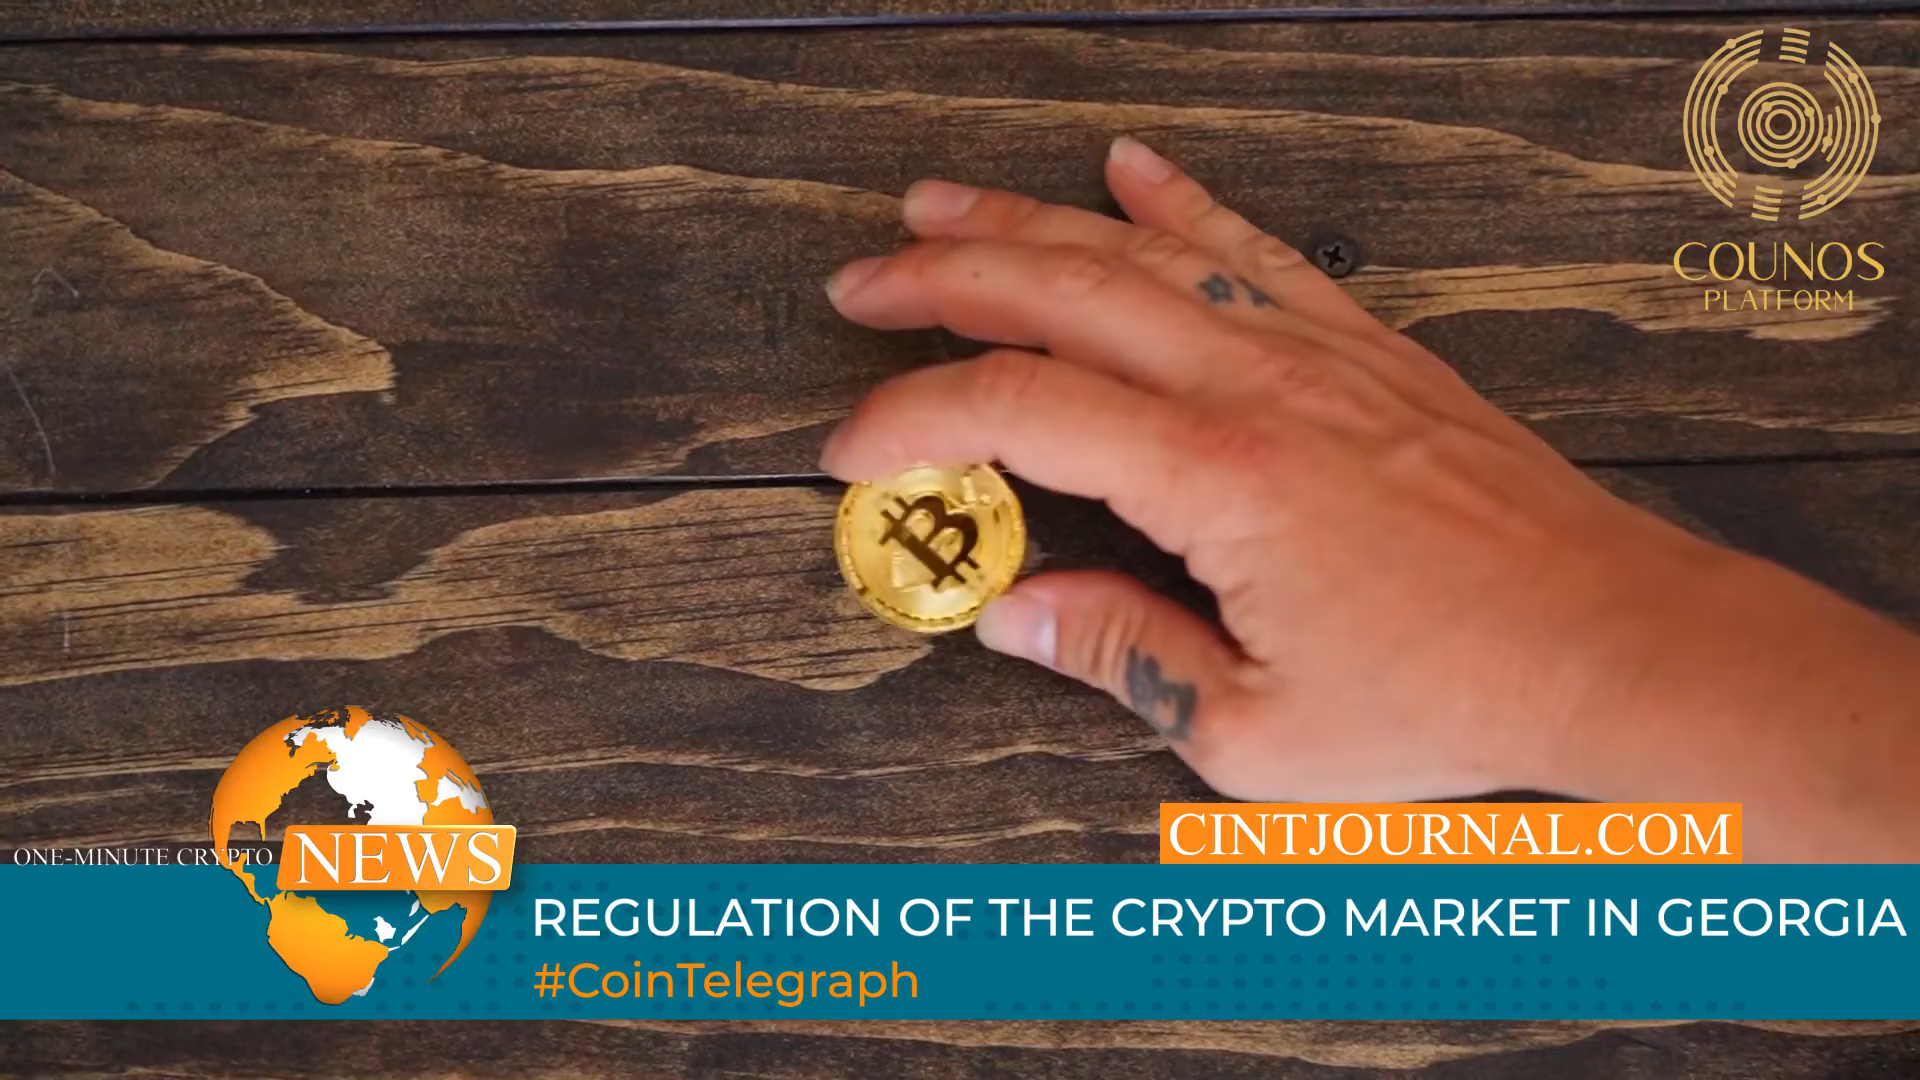 COUNOS
PLATFORM
CINTJOURNAL.COM
ONE-MINUTE CRYPTO
NEWS
REGULATION OF THE CRYPTO MARKET IN GEORGIA
#CoinTelegraph